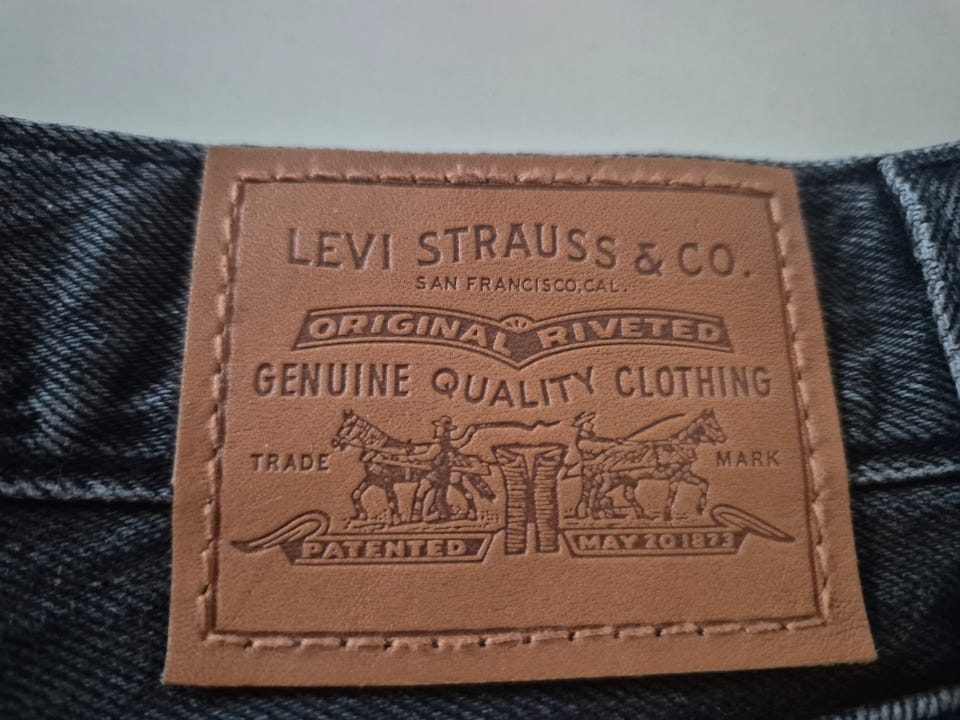 LEVI STRAUSS & CO.
SAN FRANCISCO, CAL.
ORIGINAL RIVETED
GENUINE QUALITY CLOTHING
TRADE MARK
PATENTED MAY 20 1873